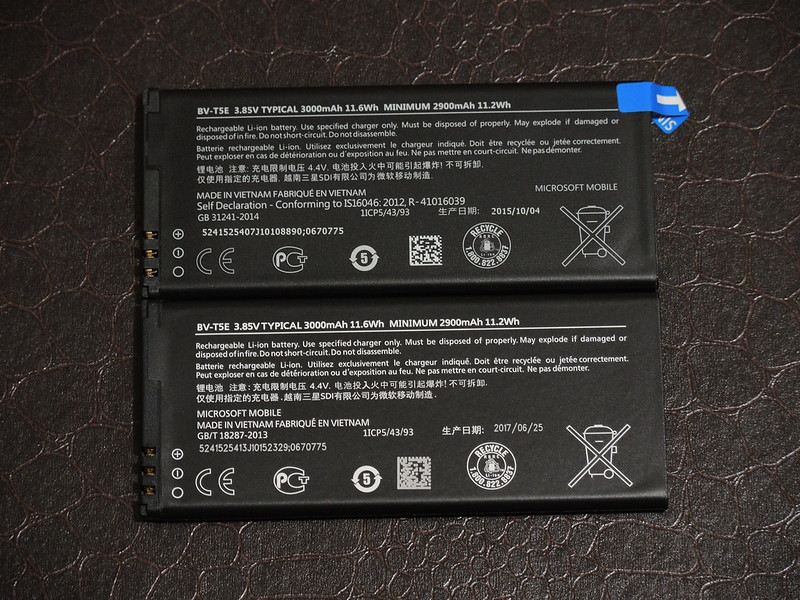 BV-T5E 3.85V TYPICAL 3000mAh 11.6Wh MINIMUM 2900mAh 11.2Wh
Rechargeable Li-ion battery. Use specified charger only. Must be disposed of properly. May explode if damaged or
disposed of in fire. Do not short-circuit. Do not disassemble.
Batterie rechargeable Li-ion. Utilisez exclusivement le chargeur indiqué. Doit être recyclée ou jetée correctement.
Peut exploser en cas de détérioration ou d'exposition au feu. Ne pas mettre en court-circuit. Ne pas démonter.
锂电池 注意: 充电限制电压 4.4V. 电池投入火中可能引起爆炸! 不可拆卸.
仅使用指定的充电器. 越南三星SDI有限公司为微软移动制造.
MADE IN VIETNAM FABRIQUÉ EN VIETNAM MICROSOFT MOBILE
Self Declaration - Conforming to IS16046: 2012, R- 41016039
GB 31241-2014 1ICP5/43/93 生产日期: 2015/10/04
5241525407J10108890;0670775
CE PCT 5 RECYCLE
RBRC
Li-ion
1.800.822.8837
BV-T5E 3.85V TYPICAL 3000mAh 11.6Wh MINIMUM 2900mAh 11.2Wh
Rechargeable Li-ion battery. Use specified charger only. Must be disposed of properly. May explode if damaged or
disposed of in fire. Do not short-circuit. Do not disassemble.
Batterie rechargeable Li-ion. Utilisez exclusivement le chargeur indiqué. Doit être recyclée ou jetée correctement.
Peut exploser en cas de détérioration ou d'exposition au feu. Ne pas mettre en court-circuit. Ne pas démonter.
锂电池 注意: 充电限制电压 4.4V. 电池投入火中可能引起爆炸! 不可拆卸.
仅使用指定的充电器. 越南三星SDI有限公司为微软移动制造.
MICROSOFT MOBILE
MADE IN VIETNAM FABRIQUÉ EN VIETNAM
GB/T 18287-2013 1ICP5/43/93 生产日期: 2017/06/25
5241525413J10152329;0670775
CE PCT 5 RECYCLE
RBRC
Li-ion
1.800.822.8837